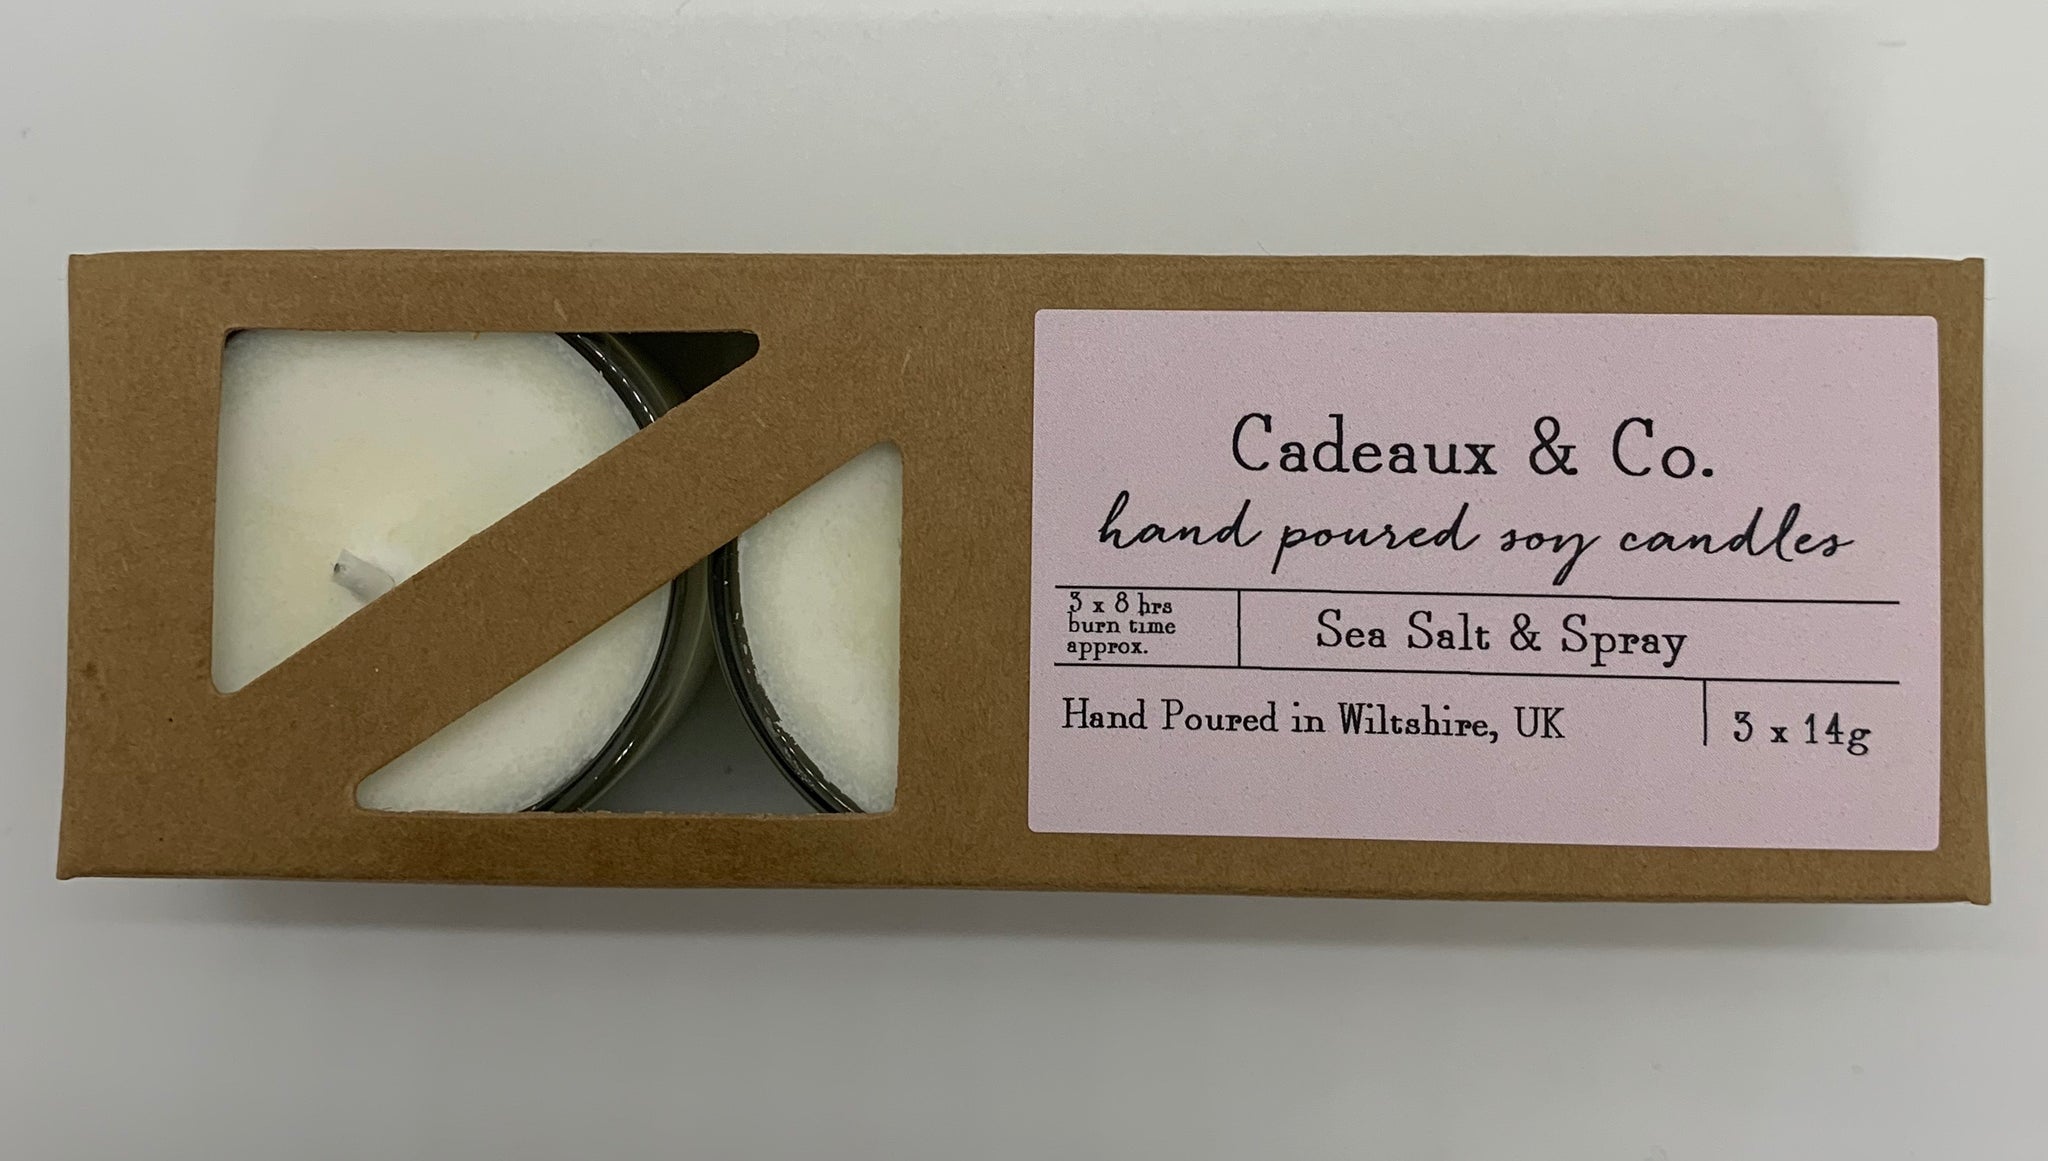 Cadeaux & Co.
hand poured soy candles
3 x 8 hrs
burn time
approx.
Sea Salt & Spray
Hand Poured in Wiltshire, UK
3 x 14g